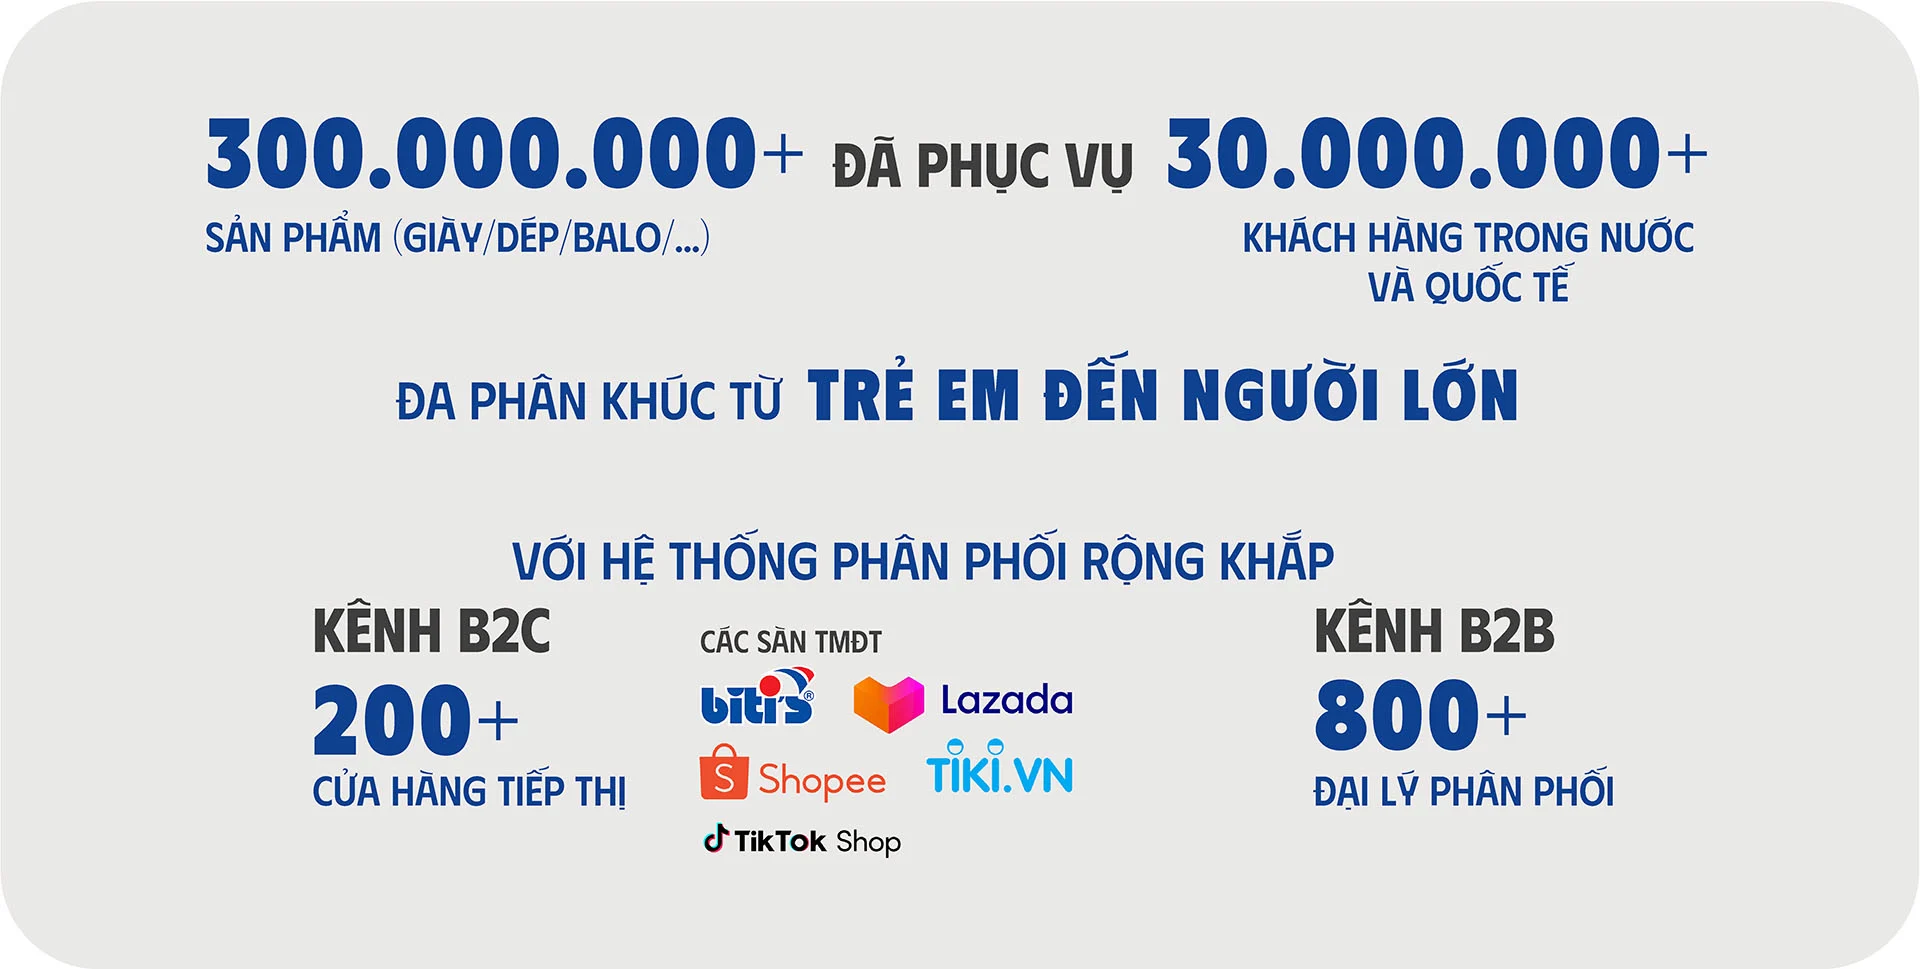 300.000.000+ ĐÃ PHỤC VỤ 30.000.000+
SẢN PHẨM (GIÀY/DÉP/BALO/...)
KHÁCH HÀNG TRONG NƯỚC
VÀ QUỐC TẾ
ĐA PHÂN KHÚC TỪ TRẺ EM ĐẾN NGƯỜI LỚN
VỚI HỆ THỐNG PHÂN PHỐI RỘNG KHẮP
KÊNH B2C
200+
CỬA HÀNG TIẾP THỊ
CÁC SÀN TMĐT
biti's®
Lazada
Shopee
TIKI.VN
TikTok Shop
KÊNH B2B
800+
ĐẠI LÝ PHÂN PHỐI